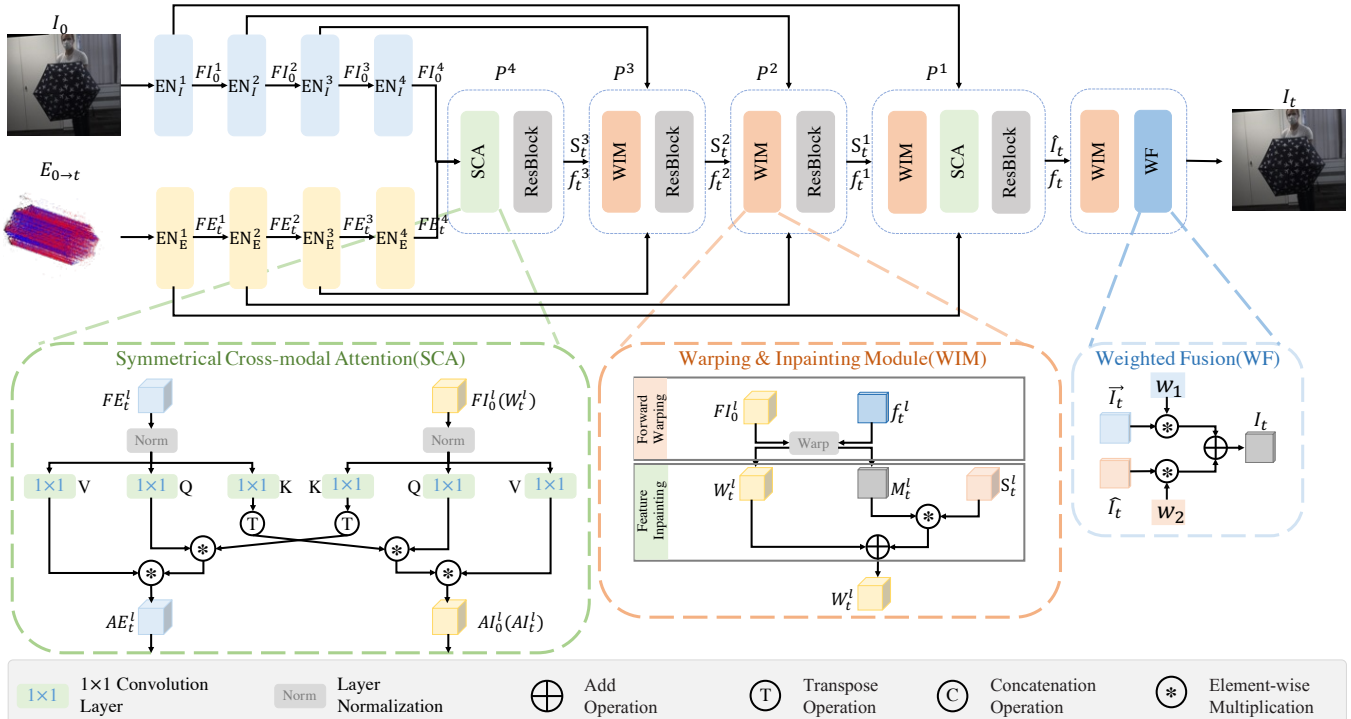 I_0
EN_I^1 FI_0^1 EN_I^2 FI_0^2 EN_I^3 FI_0^3 EN_I^4 FI_0^4
P^4 P^3 P^2 P^1
I_t
SCA ResBlock S_t^3 f_t^3 WIM ResBlock S_t^2 f_t^2 WIM ResBlock S_t^1 f_t^1 WIM SCA ResBlock Î_t f_t WIM WF
E_{0→t}
EN_E^1 FE_t^1 EN_E^2 FE_t^2 EN_E^3 FE_t^3 EN_E^4 FE_t^4
Symmetrical Cross-modal Attention(SCA)
FE_t^l FI_0^l(W_t^l)
Norm Norm
1×1 V 1×1 Q 1×1 K K 1×1 Q 1×1 V 1×1
T T
* *
* *
AE_t^l AI_0^l(AI_t^l)
Warping & Inpainting Module(WIM)
Forward
Warping
FI_0^l f_t^l
Warp
Feature
Inpainting
W_t^l M_t^l S_t^l
*
+
W_t^l
Weighted Fusion(WF)
I⃗_t w_1
* I_t
+
Î_t *
w_2
1×1 1×1 Convolution
Layer
Norm Layer
Normalization
+ Add
Operation
T Transpose
Operation
C Concatenation
Operation
* Element-wise
Multiplication